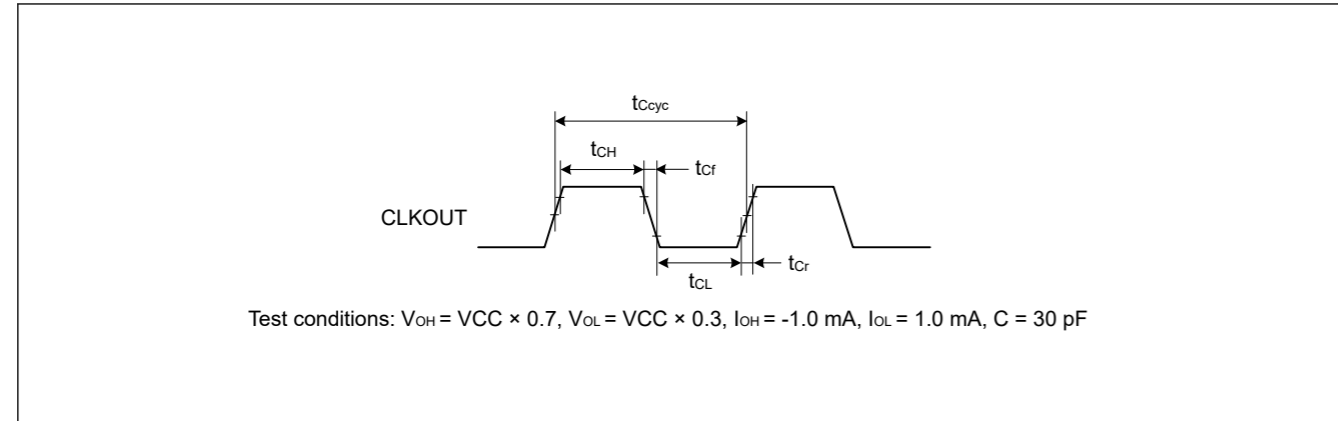 tCcyc
tCH
tCf
CLKOUT
tCr
tCL
Test conditions: VOH = VCC × 0.7, VOL = VCC × 0.3, IOH = -1.0 mA, IOL = 1.0 mA, C = 30 pF